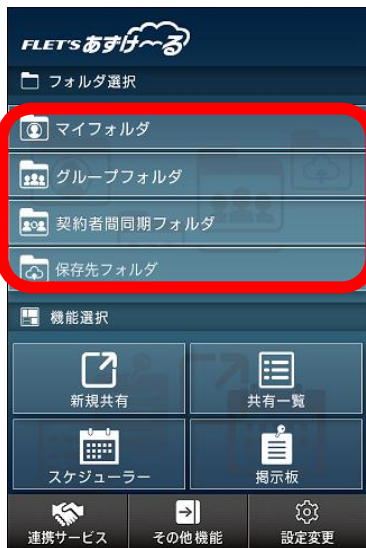 FLET'S あずけ〜る
フォルダ選択
マイフォルダ
グループフォルダ
契約者間同期フォルダ
保存先フォルダ
機能選択
新規共有
共有一覧
スケジューラー
掲示板
連携サービス
その他機能
設定変更